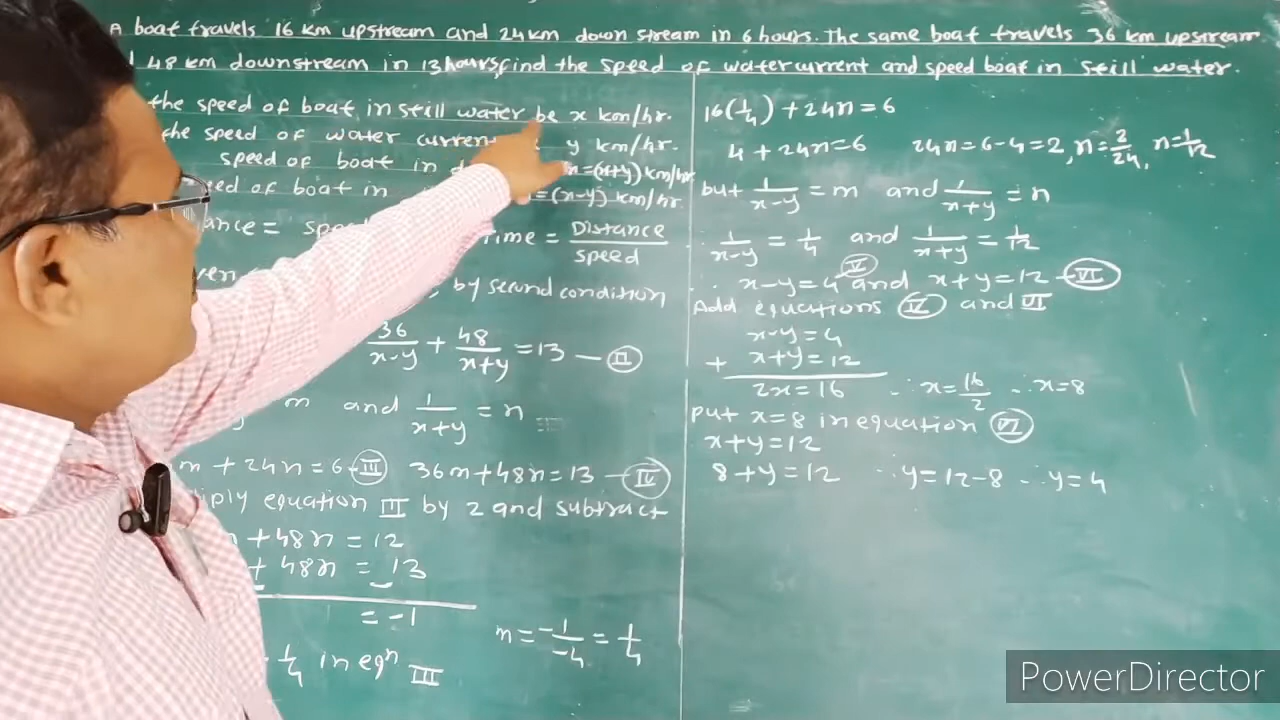 A boat travels 16 km upstream and 24 km down stream in 6 hours. The same boat travels 36 km upstream
48 km downstream in 13 hours, find the speed of water current and speed boat in still water.
the speed of boat in still water be x km/hr.
the speed of water current y km/hr.
speed of boat in =(x+y) km/hr
of boat in =(x-y) km/hr.
Time = Distance/speed
by second condition
36/(x-y) + 48/(x+y) = 13 — II
m and 1/(x+y) = n
m + 24n = 6 — III 36m+48n=13 — IV
equation III by 2 and subtract
+ 48n = 12
+ 48n = 13
= -1
m = -1/-4 = 1/4
1/4 in eqn III
16(1/4) + 24n = 6
4 + 24n = 6 24n = 6-4 = 2, n = 2/24, n = 1/12
but 1/(x-y) = m and 1/(x+y) = n
∴ 1/(x-y) = 1/4 and 1/(x+y) = 1/12
∴ x-y = 4 V and x+y = 12 — VI
Add equations and VI
x-y = 4
+ x+y = 12
2x = 16 ∴ x = 16/2 ∴ x = 8
put x=8 in equation VI
x+y = 12
8+y = 12 ∴ y = 12-8 ∴ y = 4
PowerDirector